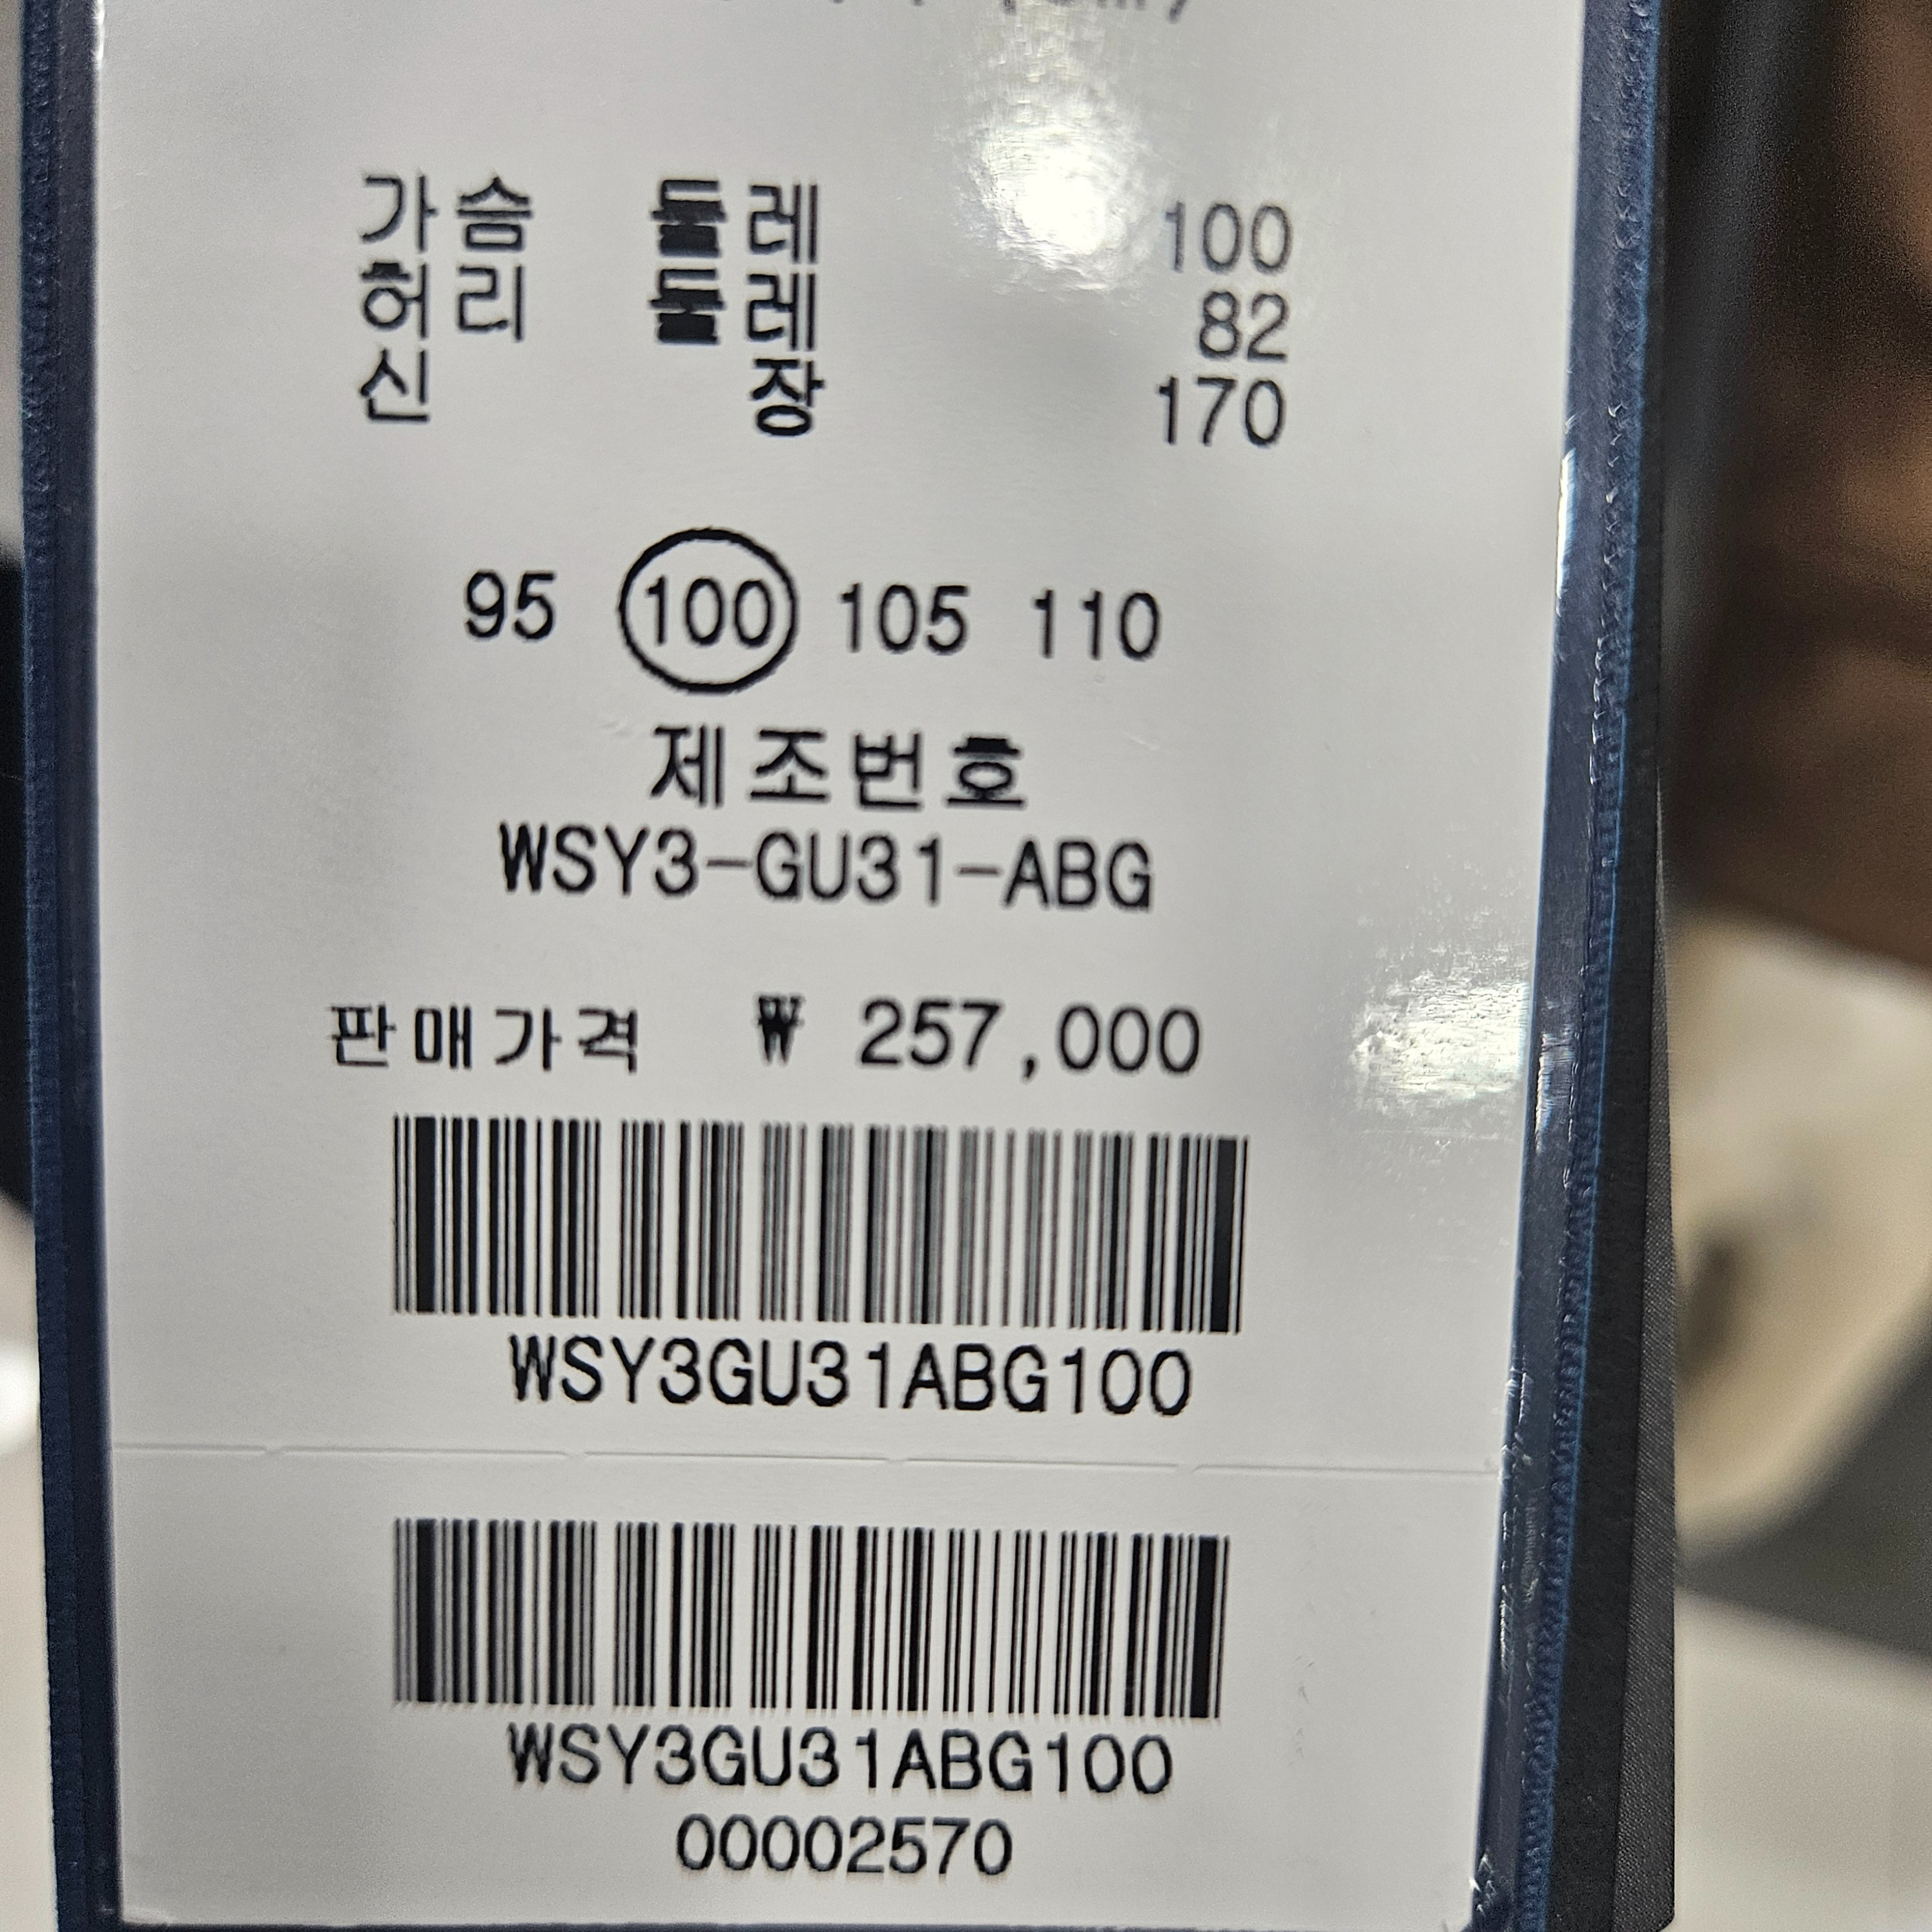 가슴 둘레 100
허리 둘레 82
신 장 170
95 100 105 110
제조번호
WSY3-GU31-ABG
판매가격 ₩ 257,000
WSY3GU31ABG100
WSY3GU31ABG100
00002570